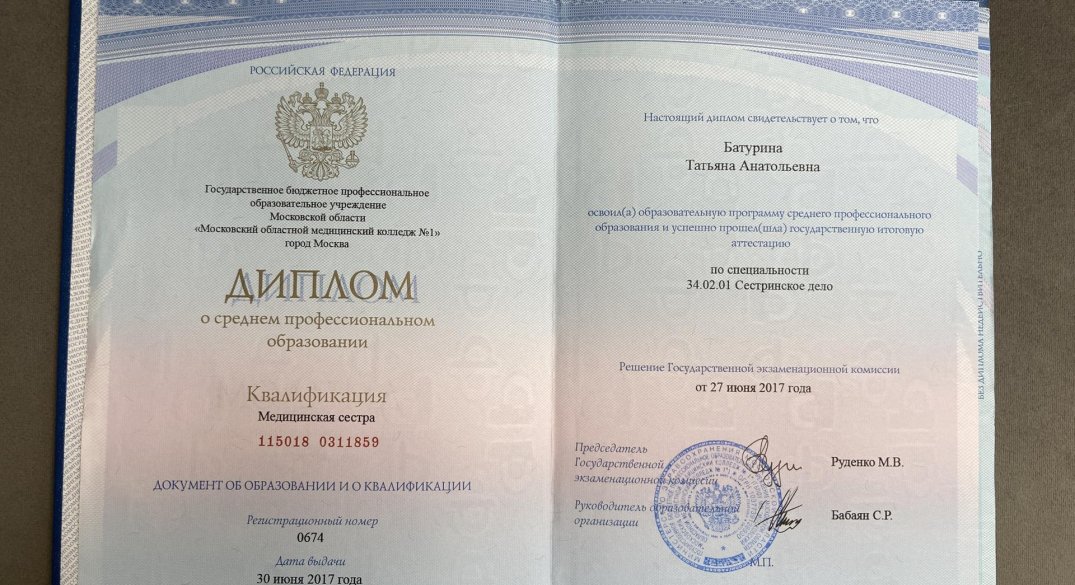 РОССИЙСКАЯ ФЕДЕРАЦИЯ
Государственное бюджетное профессиональное
образовательное учреждение
Московской области
«Московский областной медицинский колледж №1»
город Москва
ДИПЛОМ
о среднем профессиональном
образовании
Квалификация
Медицинская сестра
115018 0311859
ДОКУМЕНТ ОБ ОБРАЗОВАНИИ И О КВАЛИФИКАЦИИ
Регистрационный номер
0674
Дата выдачи
30 июня 2017 года
Настоящий диплом свидетельствует о том, что
Батурина
Татьяна Анатольевна
освоил(а) образовательную программу среднего профессионального
образования и успешно прошел(шла) государственную итоговую
аттестацию
по специальности
34.02.01 Сестринское дело
Решение Государственной экзаменационной комиссии
от 27 июня 2017 года
Председатель
Государственной
экзаменационной комиссии
Руденко М.В.
Руководитель образовательной
организации
Бабаян С.Р.
М.П.
БЕЗ ДИПЛОМА НЕДЕЙСТВИТЕЛЬНО